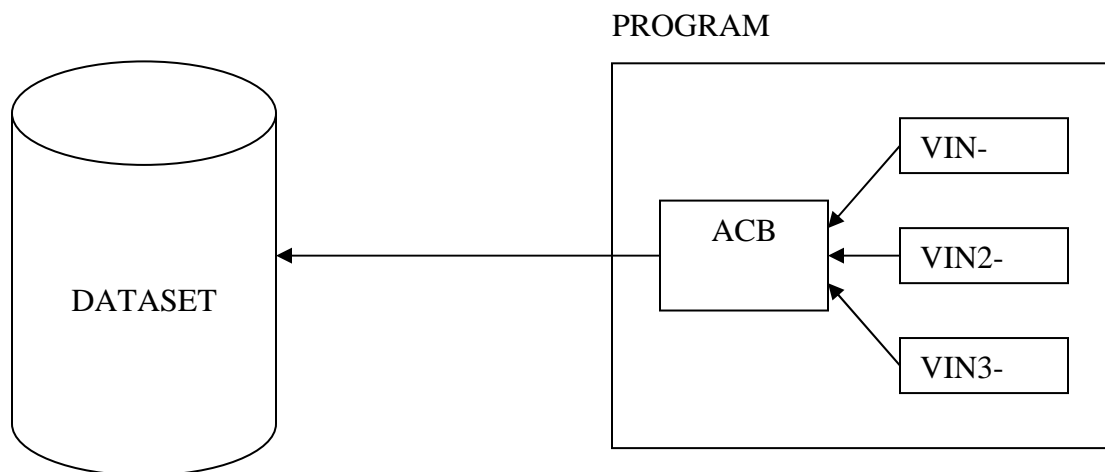 PROGRAM
VIN-
ACB
VIN2-
DATASET
VIN3-